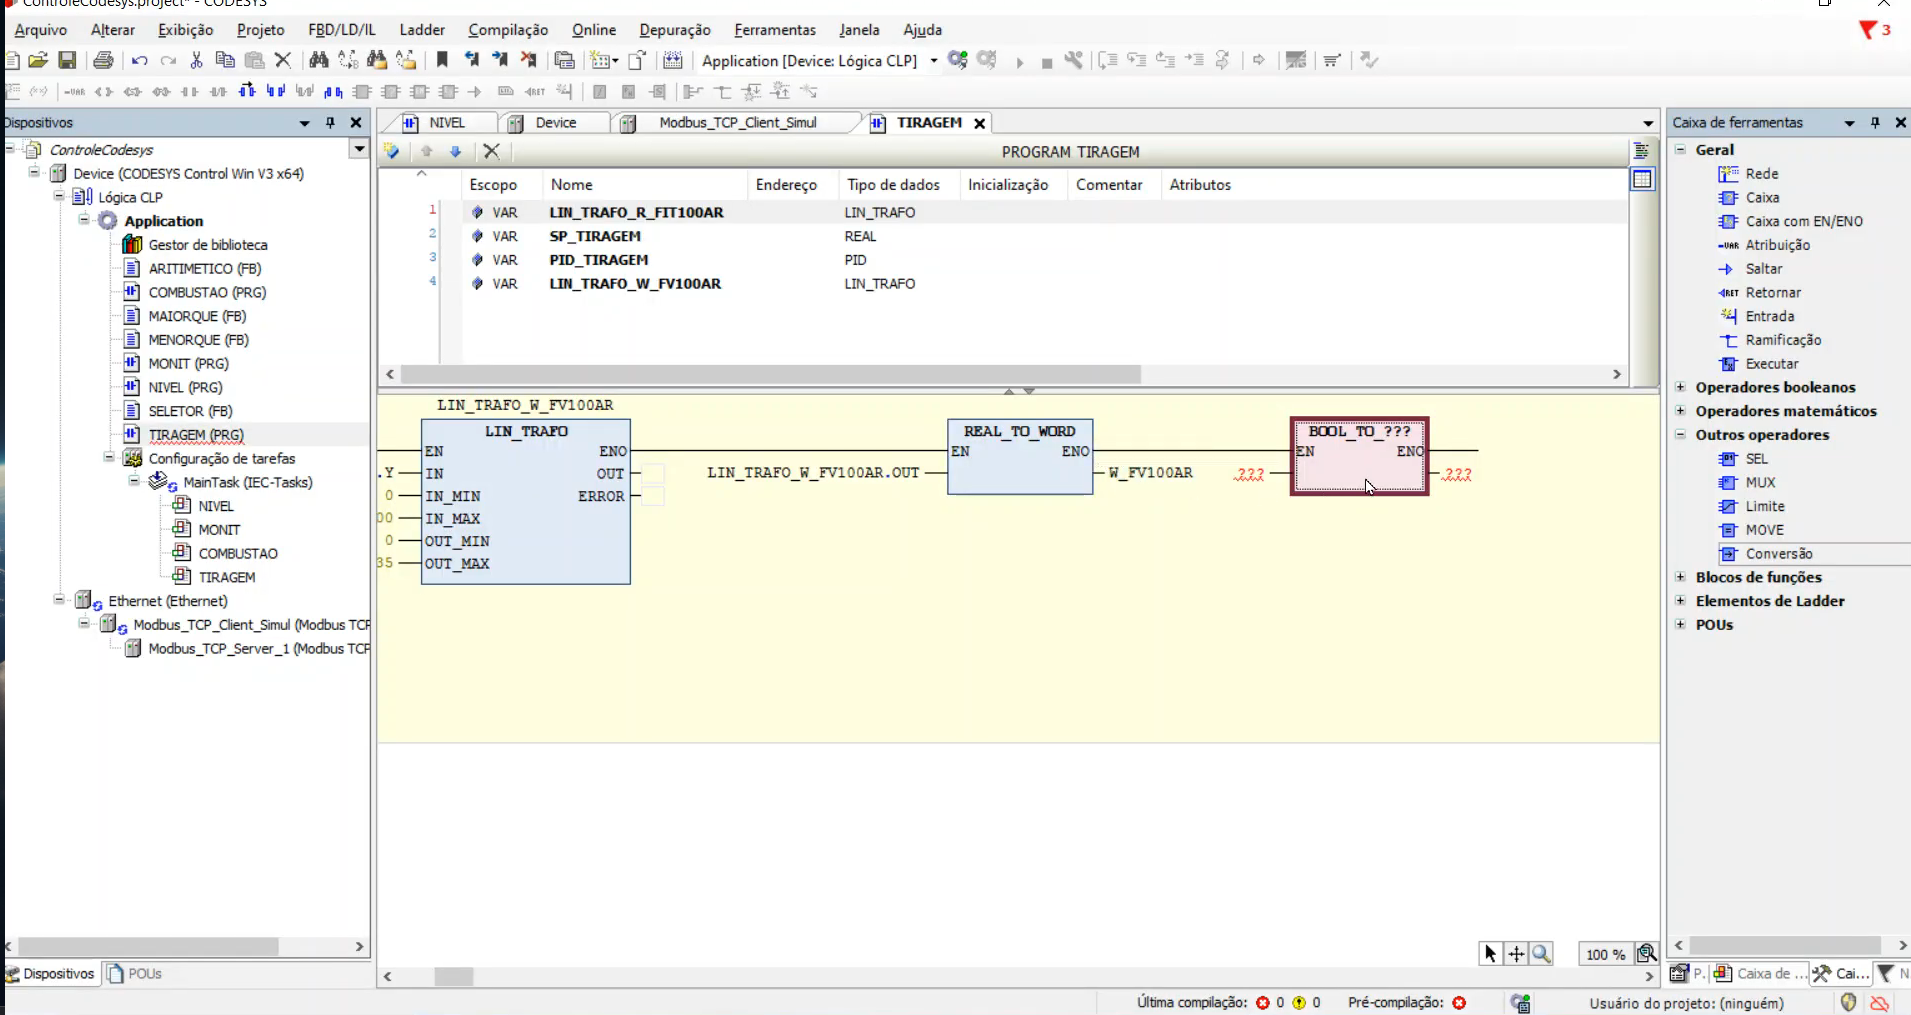 ControleCodesys.project* - CODESYS
Arquivo Alterar Exibição Projeto FBD/LD/IL Ladder Compilação Online Depuração Ferramentas Janela Ajuda 3
Application [Device: Lógica CLP]
Dispositivos
NIVEL Device Modbus_TCP_Client_Simul TIRAGEM
Caixa de ferramentas
ControleCodesys
Device (CODESYS Control Win V3 x64)
Lógica CLP
Application
Gestor de biblioteca
ARITIMETICO (FB)
COMBUSTAO (PRG)
MAIORQUE (FB)
MENORQUE (FB)
MONIT (PRG)
NIVEL (PRG)
SELETOR (FB)
TIRAGEM (PRG)
Configuração de tarefas
MainTask (IEC-Tasks)
NIVEL
MONIT
COMBUSTAO
TIRAGEM
Ethernet (Ethernet)
Modbus_TCP_Client_Simul (Modbus TCP
Modbus_TCP_Server_1 (Modbus TCP
Dispositivos POUs
PROGRAM TIRAGEM
Escopo Nome Endereço Tipo de dados Inicialização Comentar Atributos
1 VAR LIN_TRAFO_R_FIT100AR LIN_TRAFO
2 VAR SP_TIRAGEM REAL
3 VAR PID_TIRAGEM PID
4 VAR LIN_TRAFO_W_FV100AR LIN_TRAFO
LIN_TRAFO_W_FV100AR
LIN_TRAFO
EN ENO
.Y IN OUT
0 IN_MIN ERROR
00 IN_MAX
0 OUT_MIN
35 OUT_MAX
REAL_TO_WORD
EN ENO
LIN_TRAFO_W_FV100AR.OUT W_FV100AR
BOOL_TO_???
EN ENO
??? ???
100 %
Geral
Rede
Caixa
Caixa com EN/ENO
-VAR Atribuição
Saltar
RET Retornar
Entrada
Ramificação
Executar
Operadores booleanos
Operadores matemáticos
Outros operadores
SEL
MUX
Limite
MOVE
Conversão
Blocos de funções
Elementos de Ladder
POUs
P. Caixa de ... Cai... N
Última compilação: 0 0 Pré-compilação: Usuário do projeto: (ninguém)